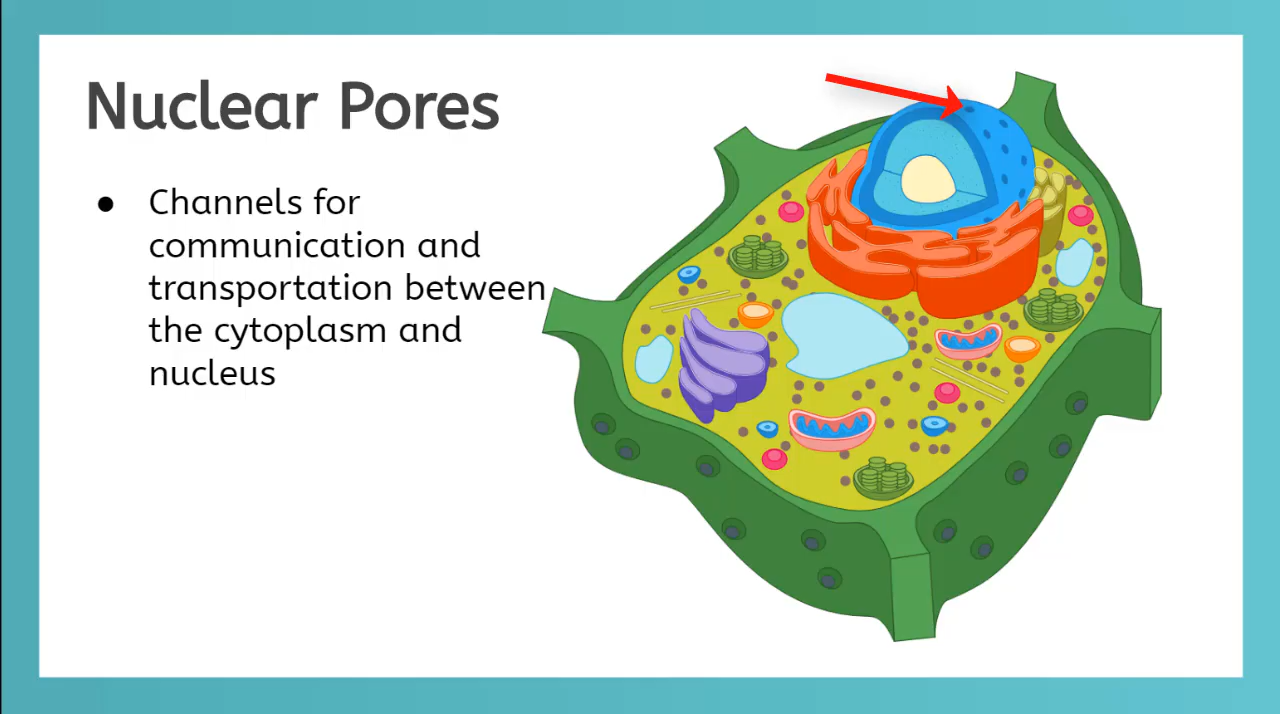 Nuclear Pores
● Channels for
communication and
transportation between
the cytoplasm and
nucleus